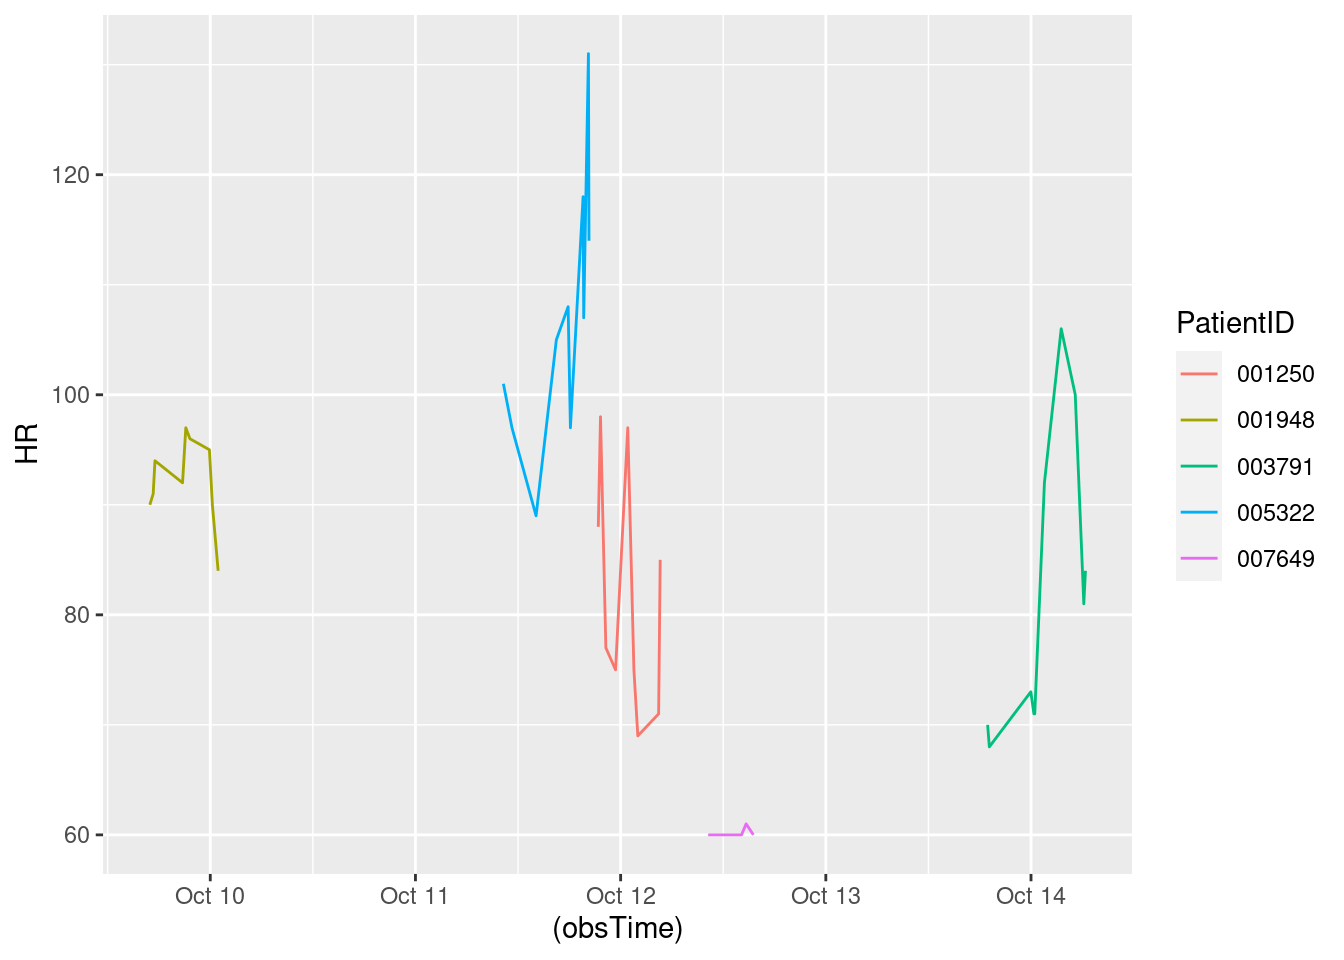 120
100
80
60
HR
Oct 10
Oct 11
Oct 12
Oct 13
Oct 14
(obsTime)
PatientID
001250
001948
003791
005322
007649